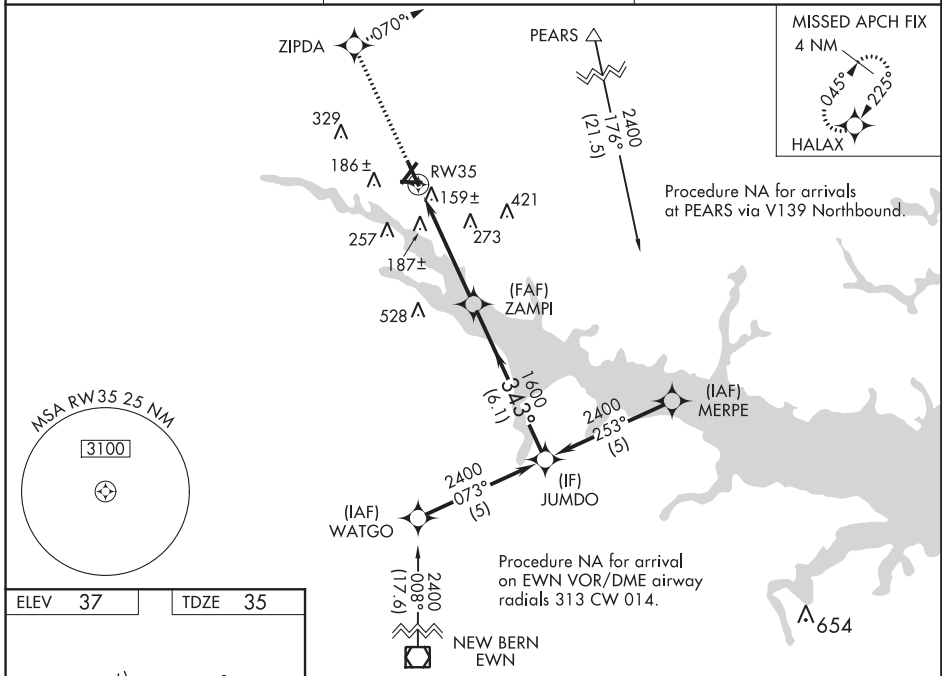 ZIPDA
070°
PEARS
MISSED APCH FIX
4 NM
045°
225°
HALAX
2400
176°
(21.5)
329
186±
RW35
159±
421
257
273
187±
Procedure NA for arrivals
at PEARS via V139 Northbound.
(FAF)
ZAMPI
528
1600
343°
(6.1)
(IAF)
MERPE
2400
253°
(5)
MSA RW35 25 NM
3100
(IF)
JUMDO
2400
073°
(5)
(IAF)
WATGO
2400
008°
(17.6)
Procedure NA for arrival
on EWN VOR/DME airway
radials 313 CW 014.
654
NEW BERN
EWN
ELEV 37
TDZE 35